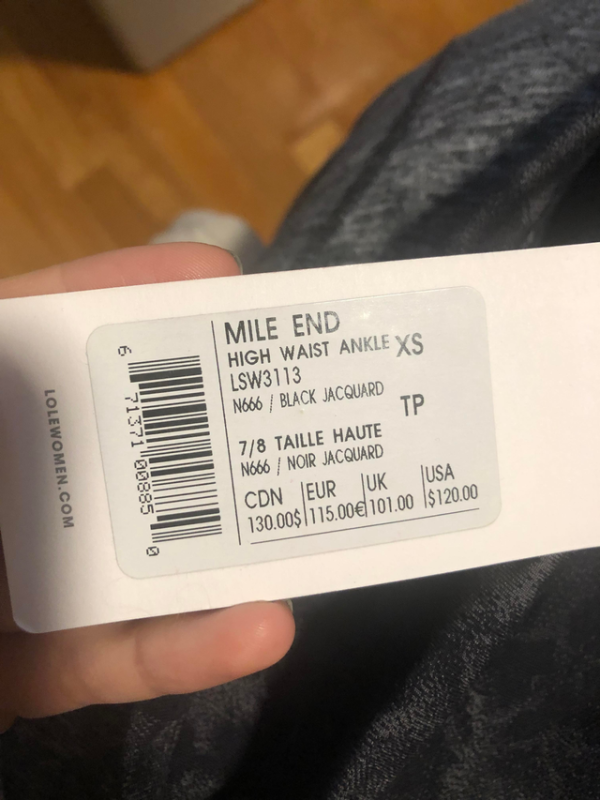 LOLEWOMEN.COM
6 71371 00885 0
MILE END
HIGH WAIST ANKLE XS
LSW3113
N666 / BLACK JACQUARD
TP
7/8 TAILLE HAUTE
N666 / NOIR JACQUARD
CDN EUR UK USA
130.00$ 115.00€ 101.00 $120.00